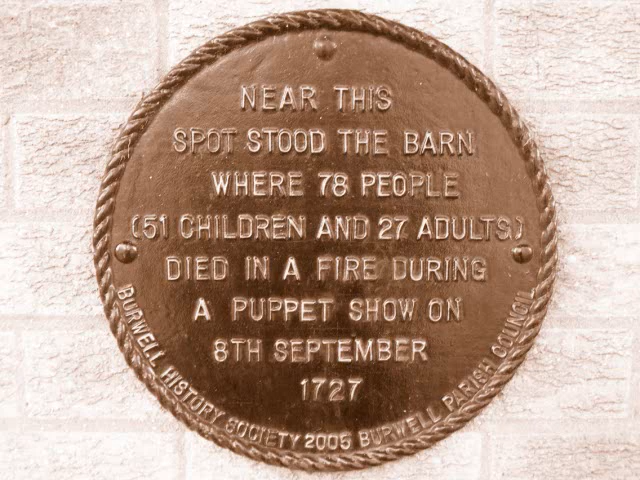 NEAR THIS
SPOT STOOD THE BARN
WHERE 78 PEOPLE
(51 CHILDREN AND 27 ADULTS)
DIED IN A FIRE DURING
A PUPPET SHOW ON
8TH SEPTEMBER
1727
BURWELL HISTORY SOCIETY 2005 BURWELL PARISH COUNCIL